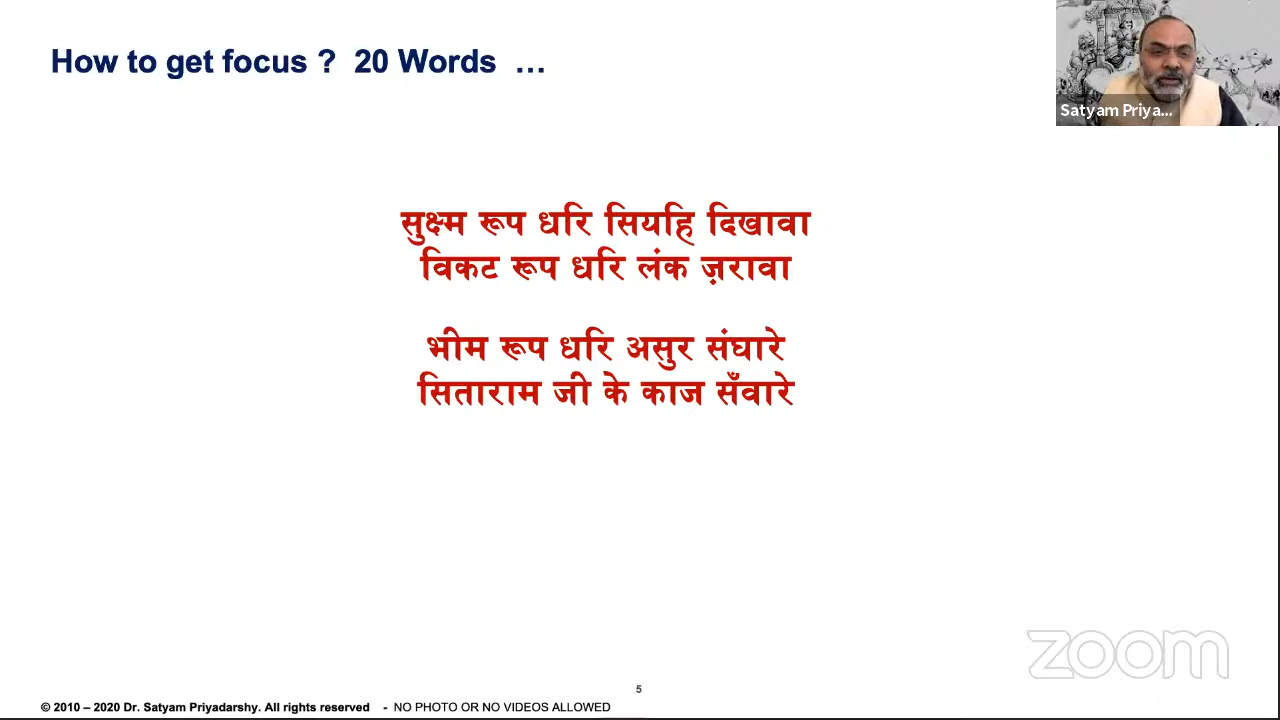 How to get focus ? 20 Words ...
Satyam Priya...
सुक्ष्म रूप धरि सियहि दिखावा
विकट रूप धरि लंक ज़रावा
भीम रूप धरि असुर संघारे
सिताराम जी के काज सँवारे
zoom
5
© 2010 – 2020 Dr. Satyam Priyadarshy. All rights reserved - NO PHOTO OR NO VIDEOS ALLOWED